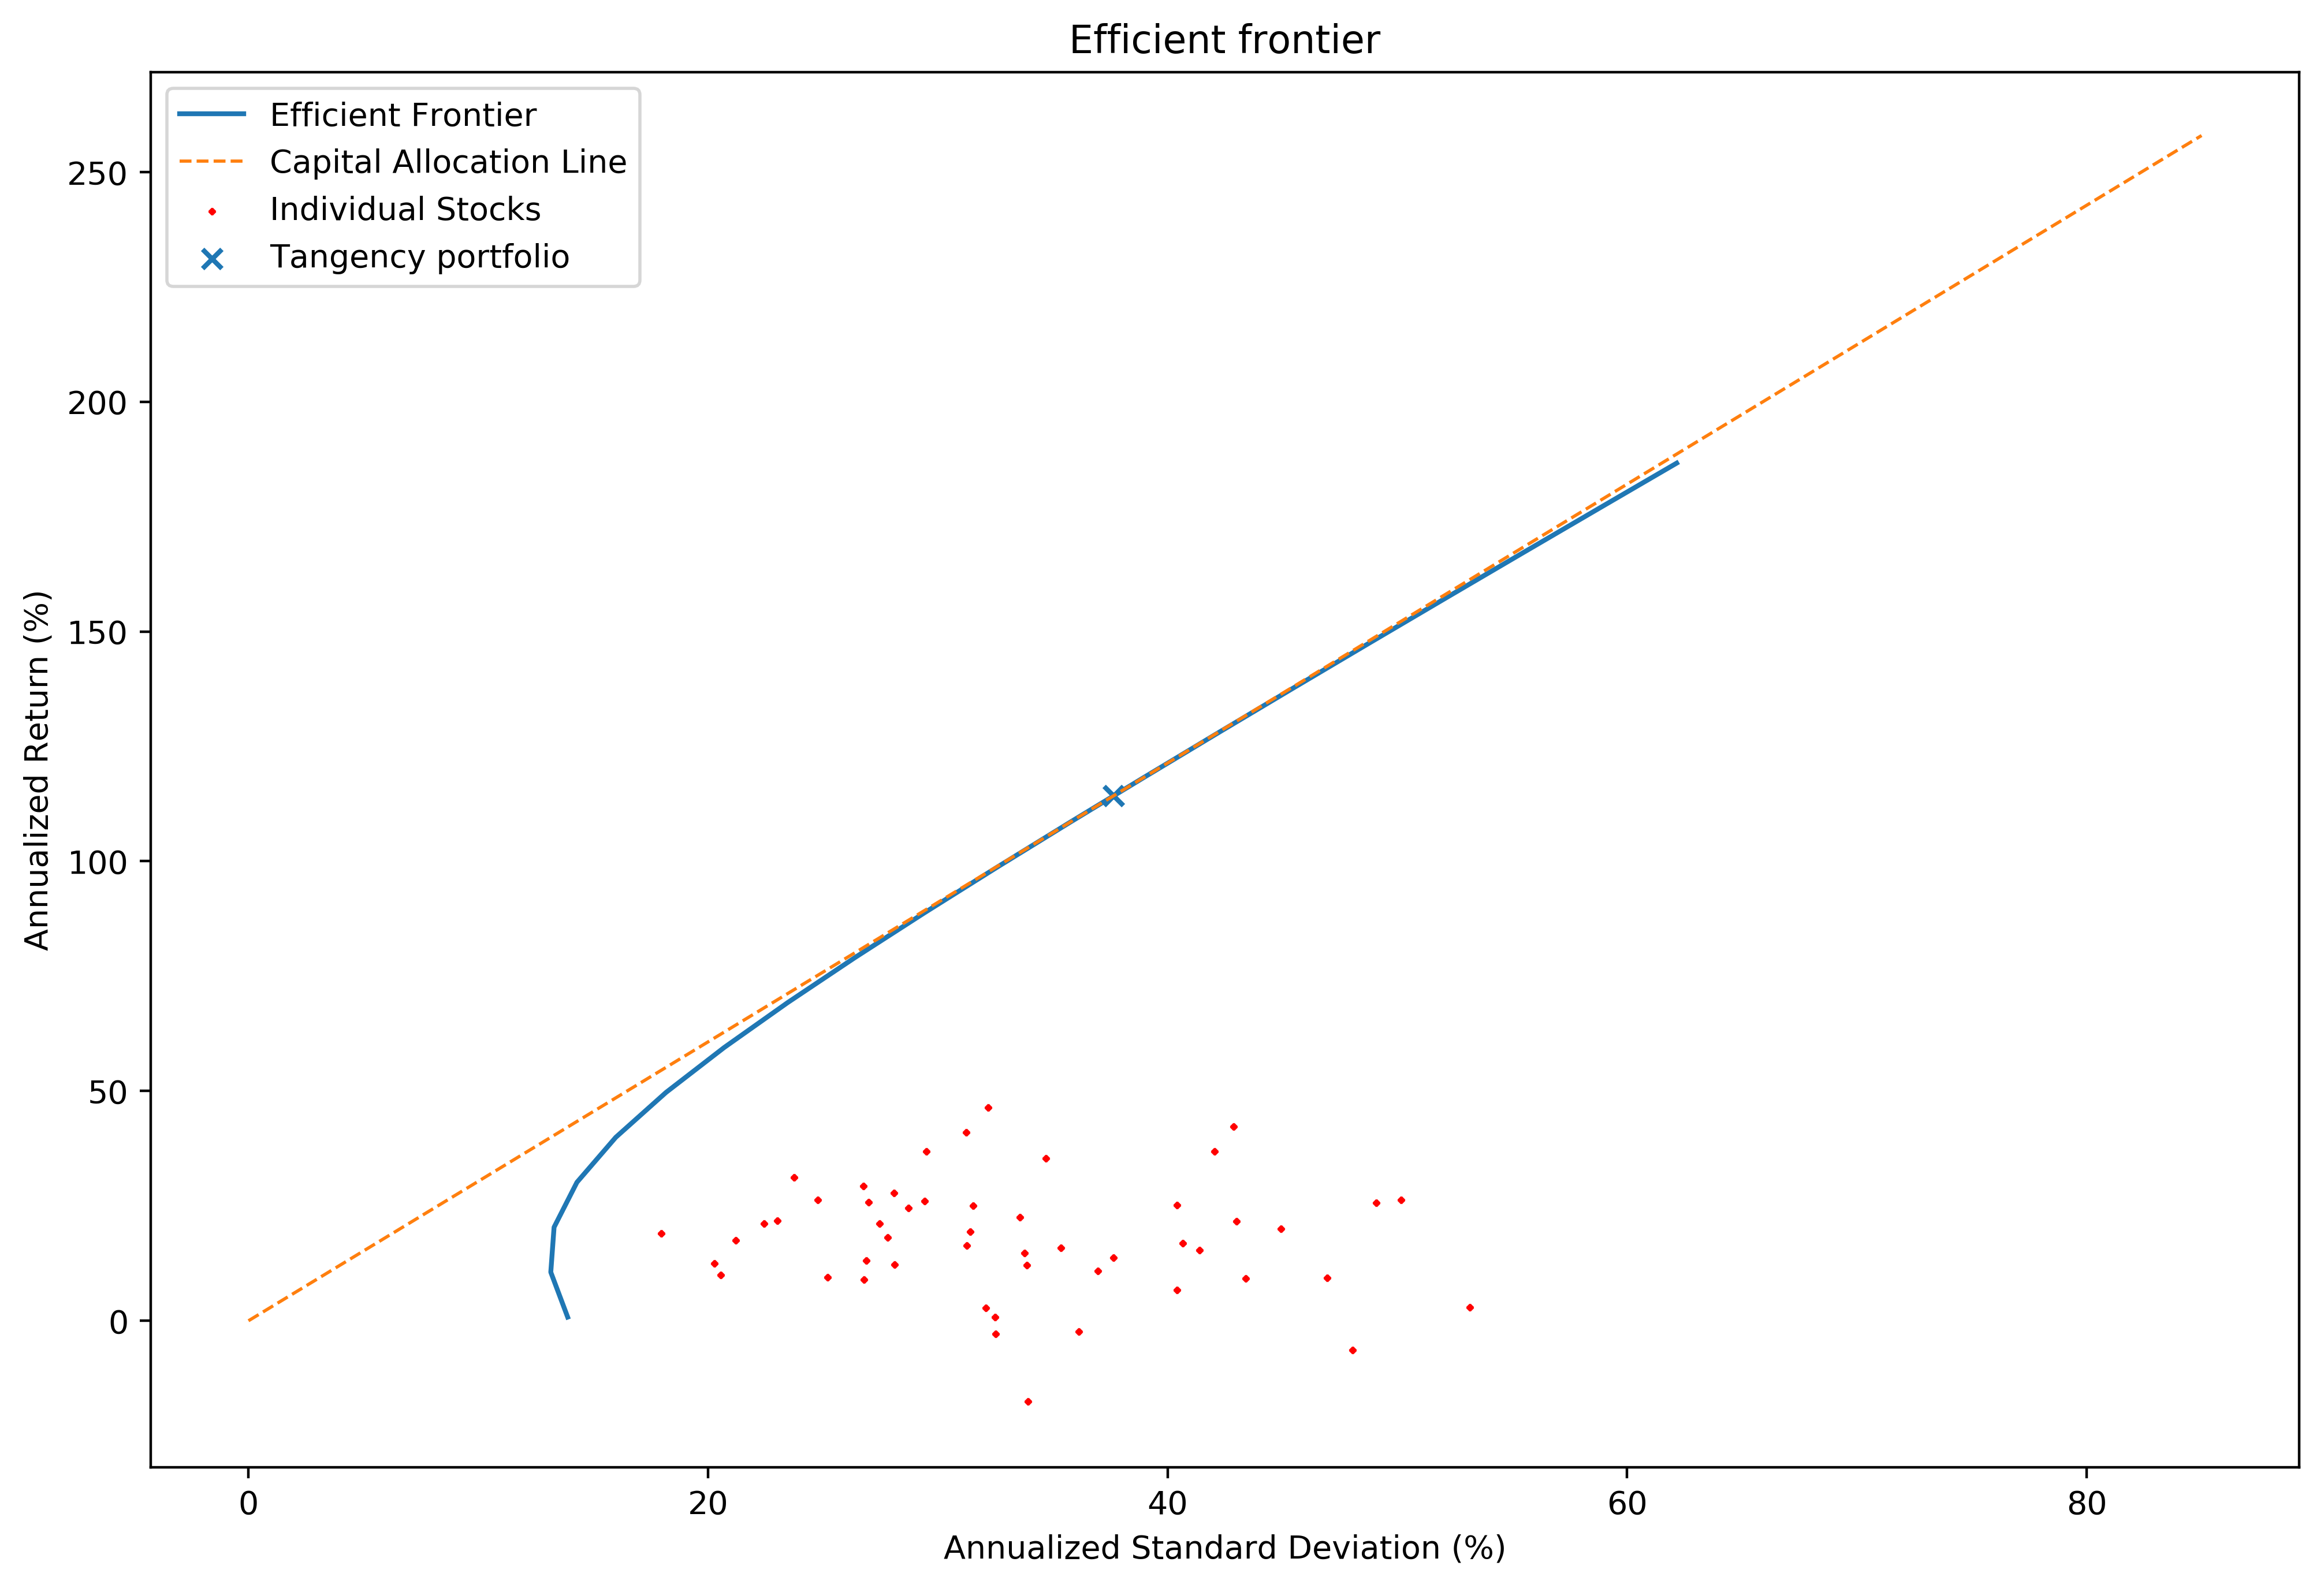 Efficient frontier
Efficient Frontier
Capital Allocation Line
Individual Stocks
Tangency portfolio
250
200
150
100
50
0
Annualized Return (%)
0 20 40 60 80
Annualized Standard Deviation (%)